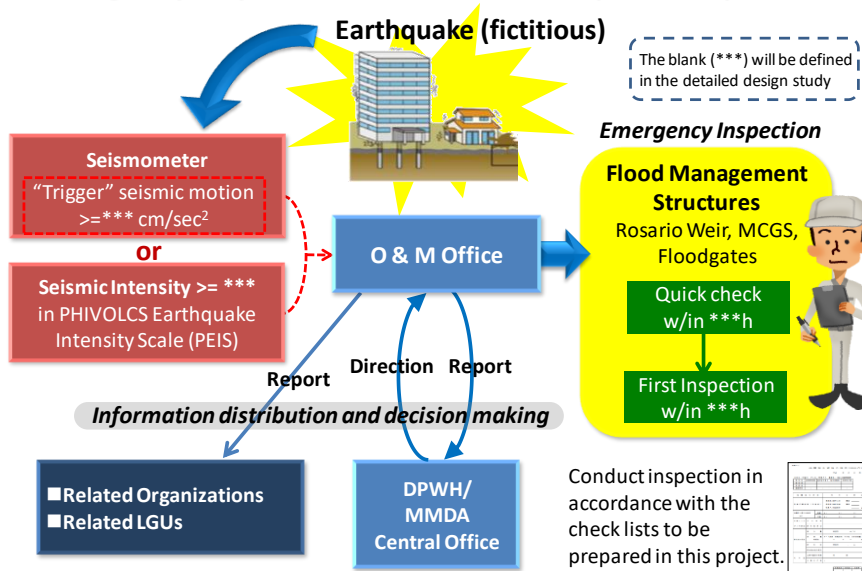 Earthquake (fictitious)
The blank (***) will be defined
in the detailed design study
Seismometer
“Trigger” seismic motion
>=*** cm/sec²
or
Seismic Intensity >= ***
in PHIVOLCS Earthquake
Intensity Scale (PEIS)
O & M Office
Emergency Inspection
Flood Management
Structures
Rosario Weir, MCGS,
Floodgates
Quick check
w/in ***h
First Inspection
w/in ***h
Report
Direction
Report
Information distribution and decision making
■Related Organizations
■Related LGUs
DPWH/
MMDA
Central Office
Conduct inspection in
accordance with the
check lists to be
prepared in this project.